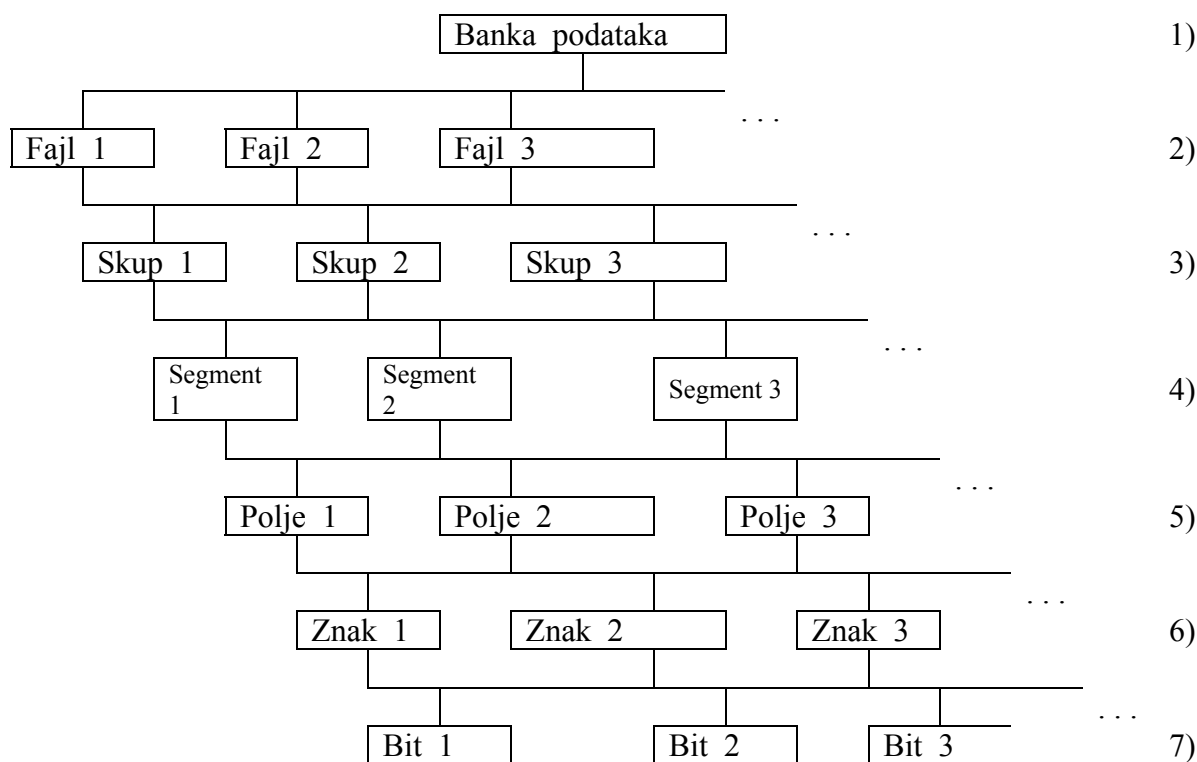 Banka podataka 1)
. . .
Fajl 1 Fajl 2 Fajl 3 2)
. . .
Skup 1 Skup 2 Skup 3 3)
. . .
Segment Segment
Segment 3 4)
1 2
. . .
Polje 1 Polje 2 Polje 3 5)
. . .
Znak 1 Znak 2 Znak 3 6)
. . .
Bit 1 Bit 2 Bit 3 7)